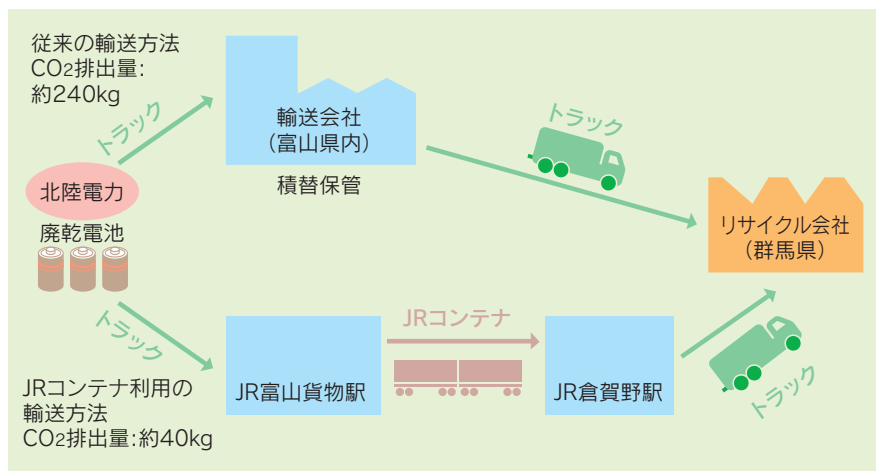 従来の輸送方法
CO2排出量:
約240kg
トラック
輸送会社
（富山県内）
積替保管
トラック
北陸電力
廃乾電池
リサイクル会社
（群馬県）
トラック
JRコンテナ
JR富山貨物駅
JR倉賀野駅
トラック
JRコンテナ利用の
輸送方法
CO2排出量：約40kg